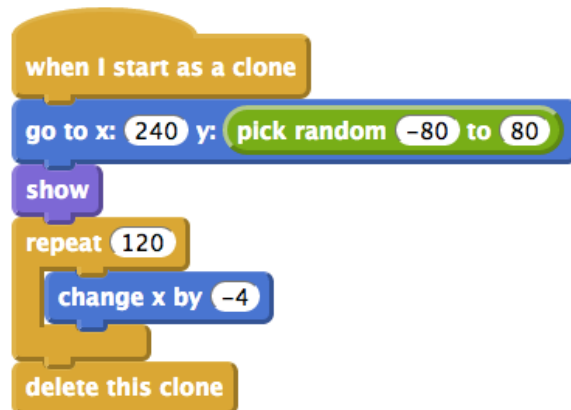 when I start as a clone
go to x: 240 y: pick random -80 to 80
show
repeat 120
change x by -4
delete this clone